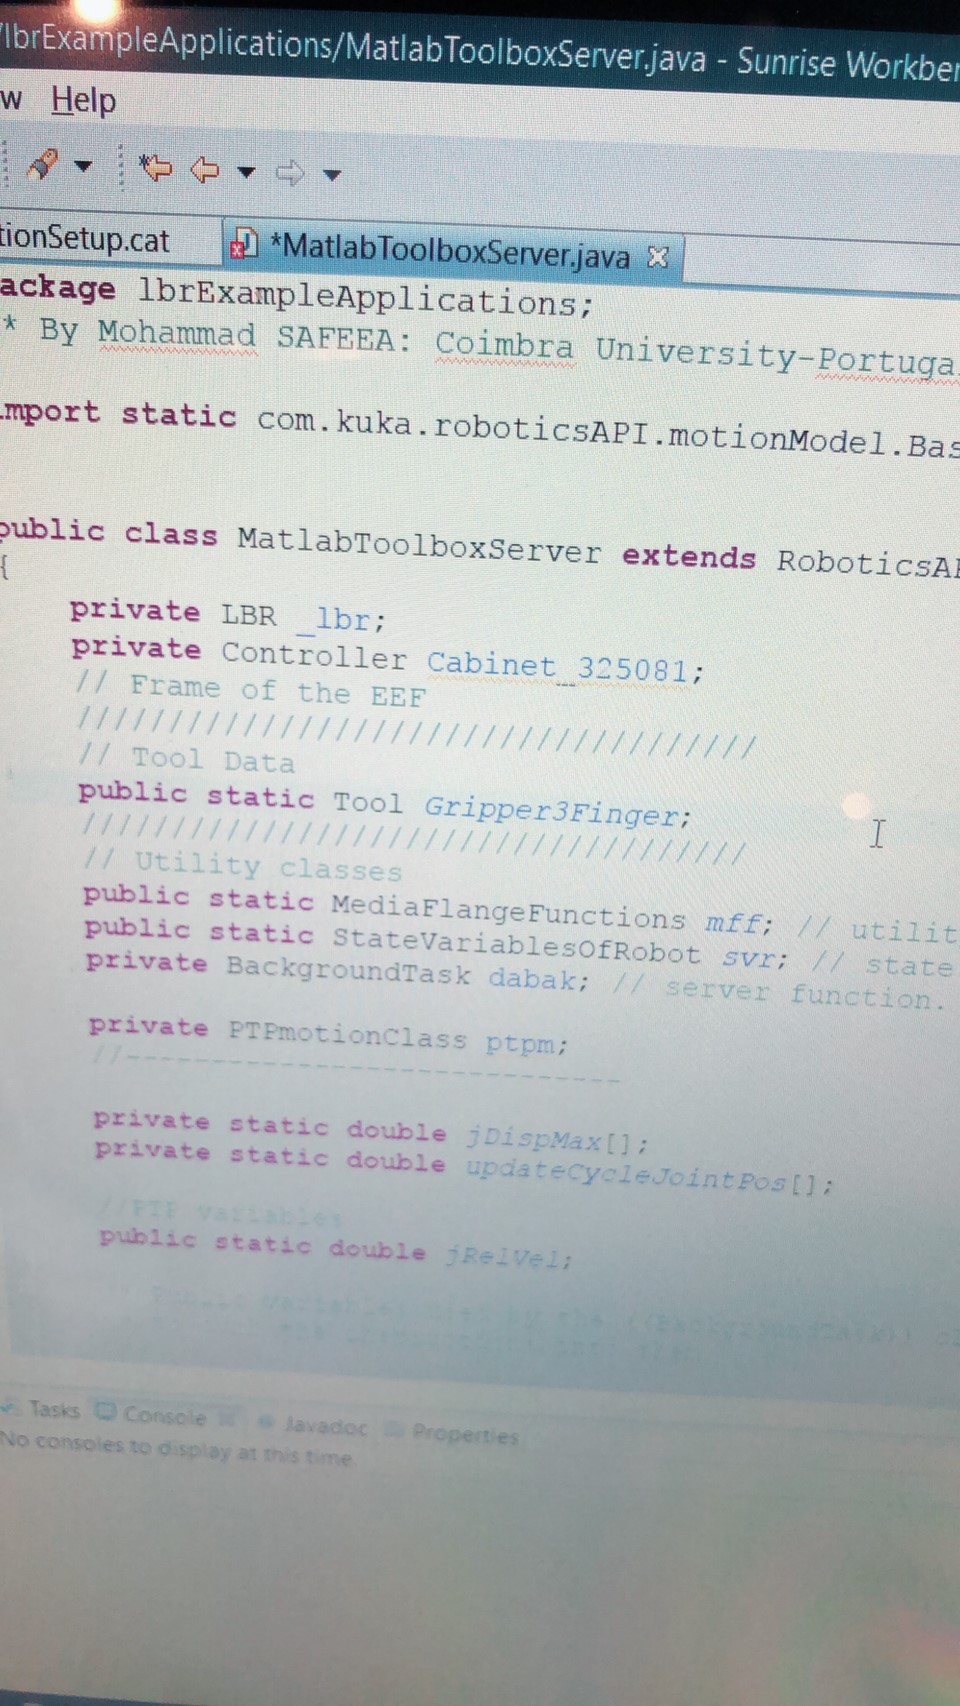 /lbrExampleApplications/MatlabToolboxServer.java - Sunrise Workben
w Help
tionSetup.cat *MatlabToolboxServer.java
ackage lbrExampleApplications;
* By Mohammad SAFEEA: Coimbra University-Portuga
mport static com.kuka.roboticsAPI.motionModel.Bas
public class MatlabToolboxServer extends RoboticsAP
{
private LBR _lbr;
private Controller Cabinet_325081;
// Frame of the EEF
//////////////////////////////////////
// Tool Data
public static Tool Gripper3Finger;
//////////////////////////////////////
// Utility classes
public static MediaFlangeFunctions mff; // utilit
public static StateVariablesOfRobot svr; // state
private BackgroundTask dabak; // server function.
private PTPmotionClass ptpm;
//-----------------------------
private static double jDispMax[];
private static double updateCycleJointPos[];
//PTP variables
public static double jRelVel;
Tasks Console Javadoc Properties
No consoles to display at this time.